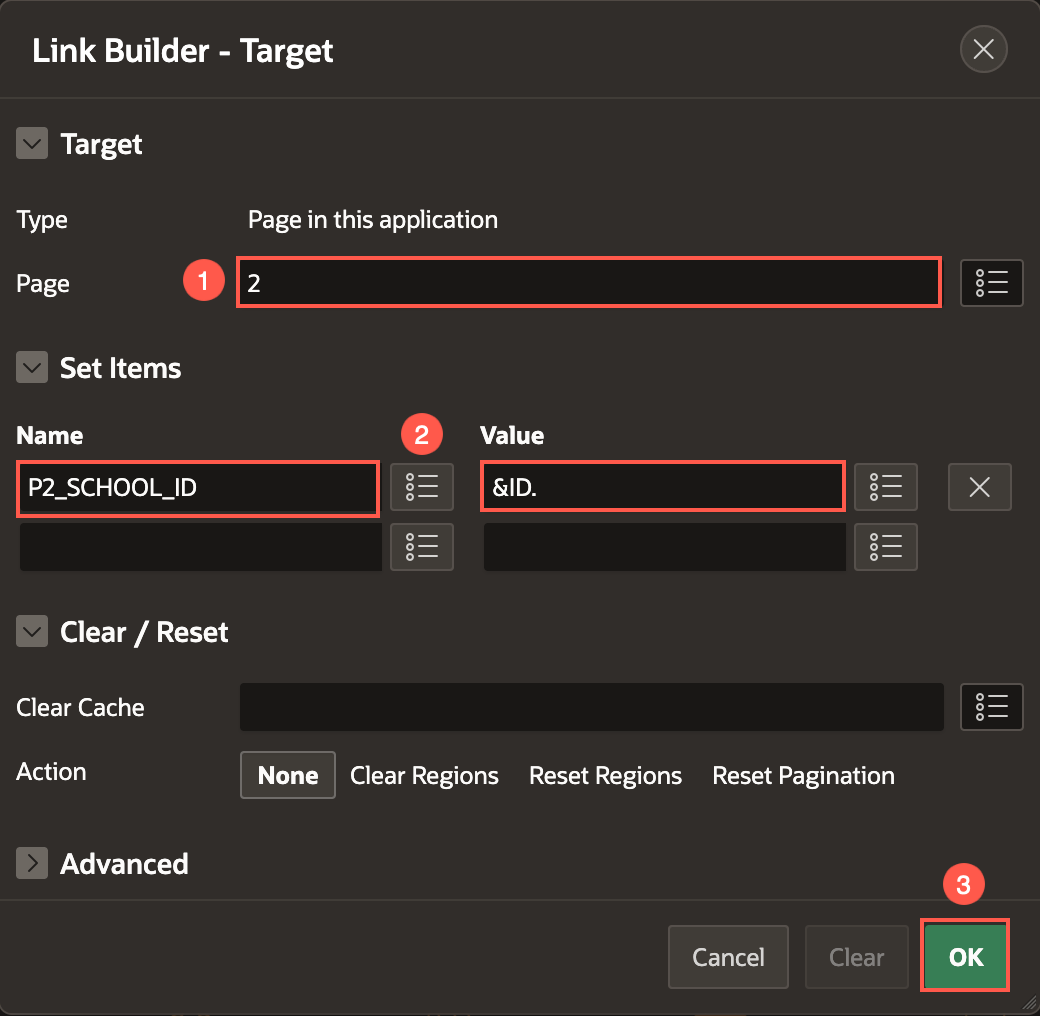 Link Builder - Target
Target
Type Page in this application
Page 1 2
Set Items
Name 2 Value
P2_SCHOOL_ID &ID.
Clear / Reset
Clear Cache
Action None Clear Regions Reset Regions Reset Pagination
Advanced
3
Cancel Clear OK